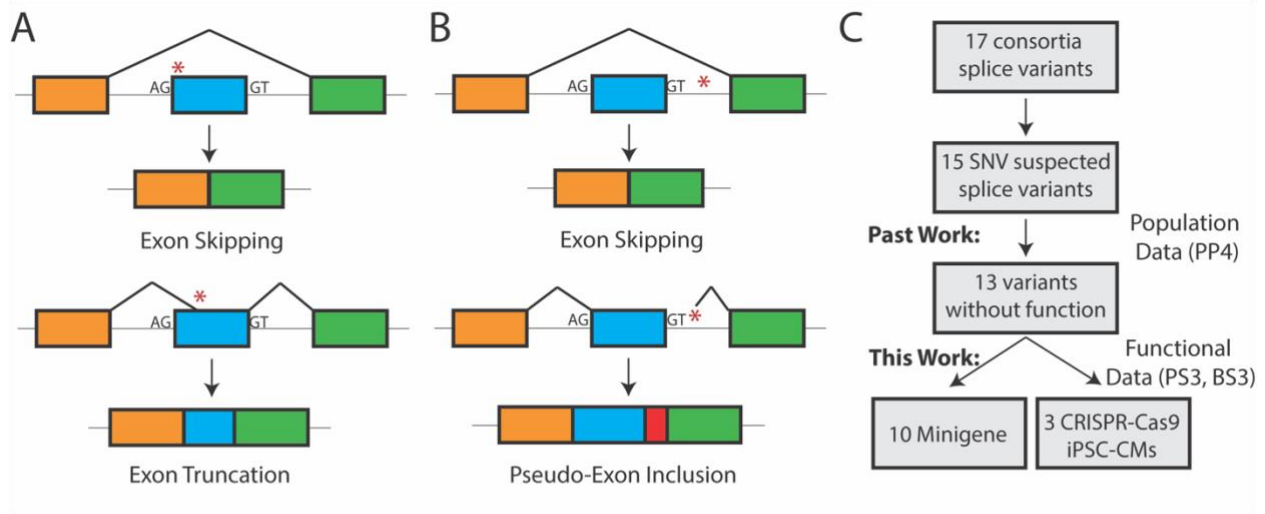 A
AG
*
Exon Skipping
AG
*
GT
Exon Truncation
B
AG
GT
*
Exon Skipping
AG
GT
*
Pseudo-Exon Inclusion
C
17 consortia
splice variants
15 SNV suspected
splice variants
Past Work:
Population
Data (PP4)
13 variants
without function
This Work:
Functional
Data (PS3, BS3)
10 Minigene
3 CRISPR-Cas9
iPSC-CMs